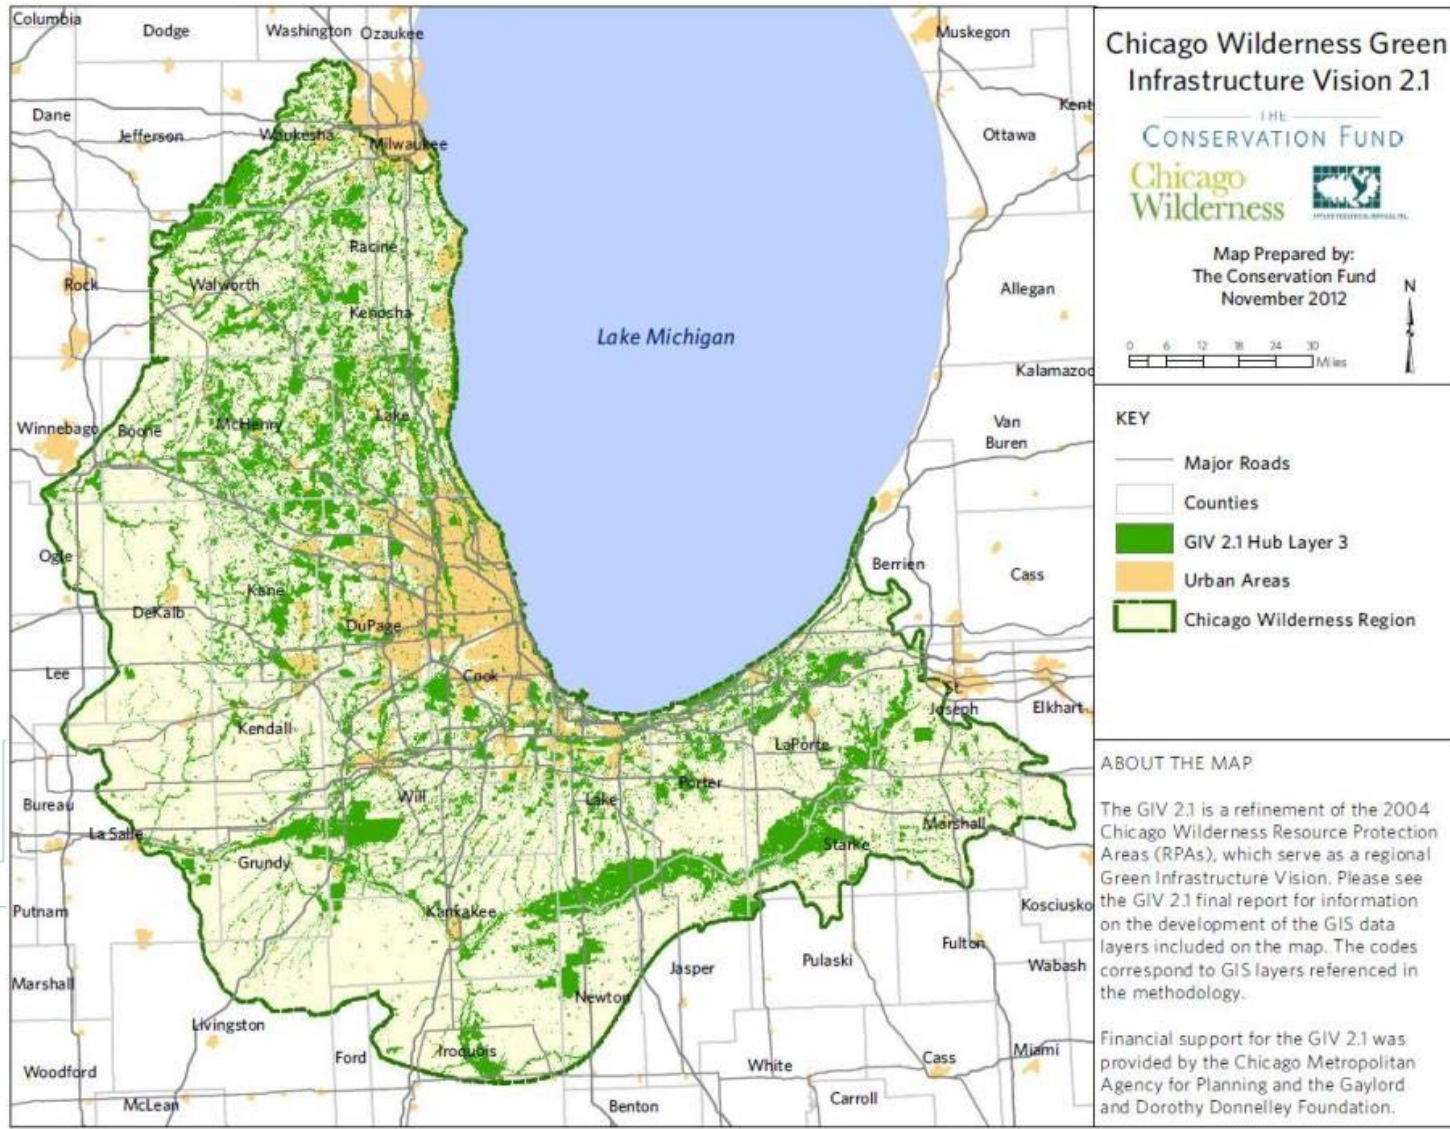 Chicago Wilderness Green
Infrastructure Vision 2.1
THE
CONSERVATION FUND
Chicago
Wilderness
Map Prepared by:
The Conservation Fund
November 2012
N
0 6 12 18 24 30
Miles
KEY
Major Roads
Counties
GIV 2.1 Hub Layer 3
Urban Areas
Chicago Wilderness Region
ABOUT THE MAP
The GIV 2.1 is a refinement of the 2004
Chicago Wilderness Resource Protection
Areas (RPAs), which serve as a regional
Green Infrastructure Vision. Please see
the GIV 2.1 final report for information
on the development of the GIS data
layers included on the map. The codes
correspond to GIS layers referenced in
the methodology.
Financial support for the GIV 2.1 was
provided by the Chicago Metropolitan
Agency for Planning and the Gaylord
and Dorothy Donnelley Foundation.
Columbia
Dodge
Washington
Ozaukee
Muskegon
Kent
Dane
Jefferson
Waukesha
Milwaukee
Ottawa
Racine
Rock
Walworth
Kenosha
Allegan
Lake Michigan
Kalamazoo
Winnebago
Boone
McHenry
Lake
Van
Buren
Ogle
Kane
DeKalb
DuPage
Berrien
Cass
Lee
Cook
St.
Joseph
Elkhart
Kendall
LaPorte
Bureau
Will
Lake
Porter
La Salle
Grundy
Starke
Marshall
Putnam
Kankakee
Kosciusko
Fulton
Marshall
Jasper
Pulaski
Wabash
Newton
Livingston
Ford
Iroquois
Woodford
White
Cass
Miami
McLean
Benton
Carroll